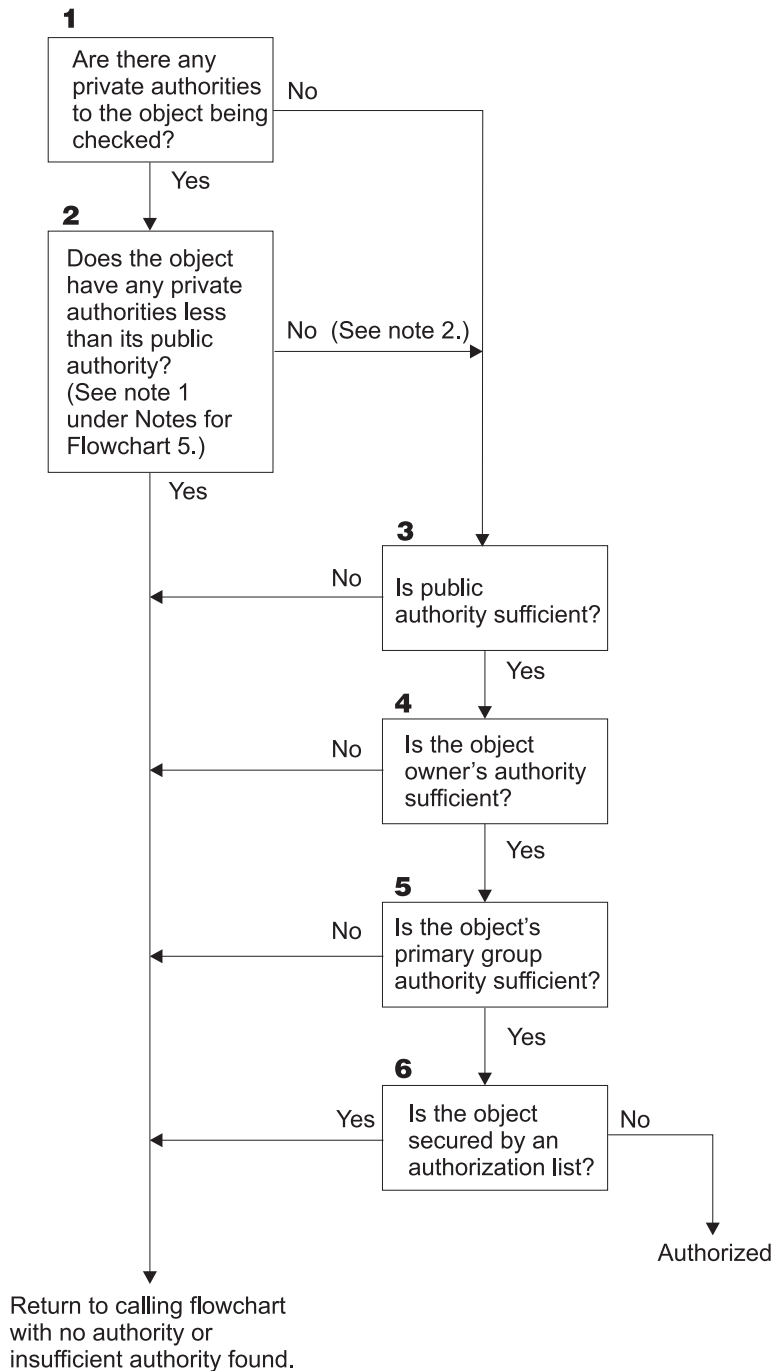 1
Are there any
private authorities
to the object being
checked?
No
Yes
2
Does the object
have any private
authorities less
than its public
authority?
(See note 1
under Notes for
Flowchart 5.)
No (See note 2.)
Yes
3
Is public
authority sufficient?
No
Yes
4
Is the object
owner's authority
sufficient?
No
Yes
5
Is the object's
primary group
authority sufficient?
No
Yes
6
Is the object
secured by an
authorization list?
Yes
No
Authorized
Return to calling flowchart
with no authority or
insufficient authority found.